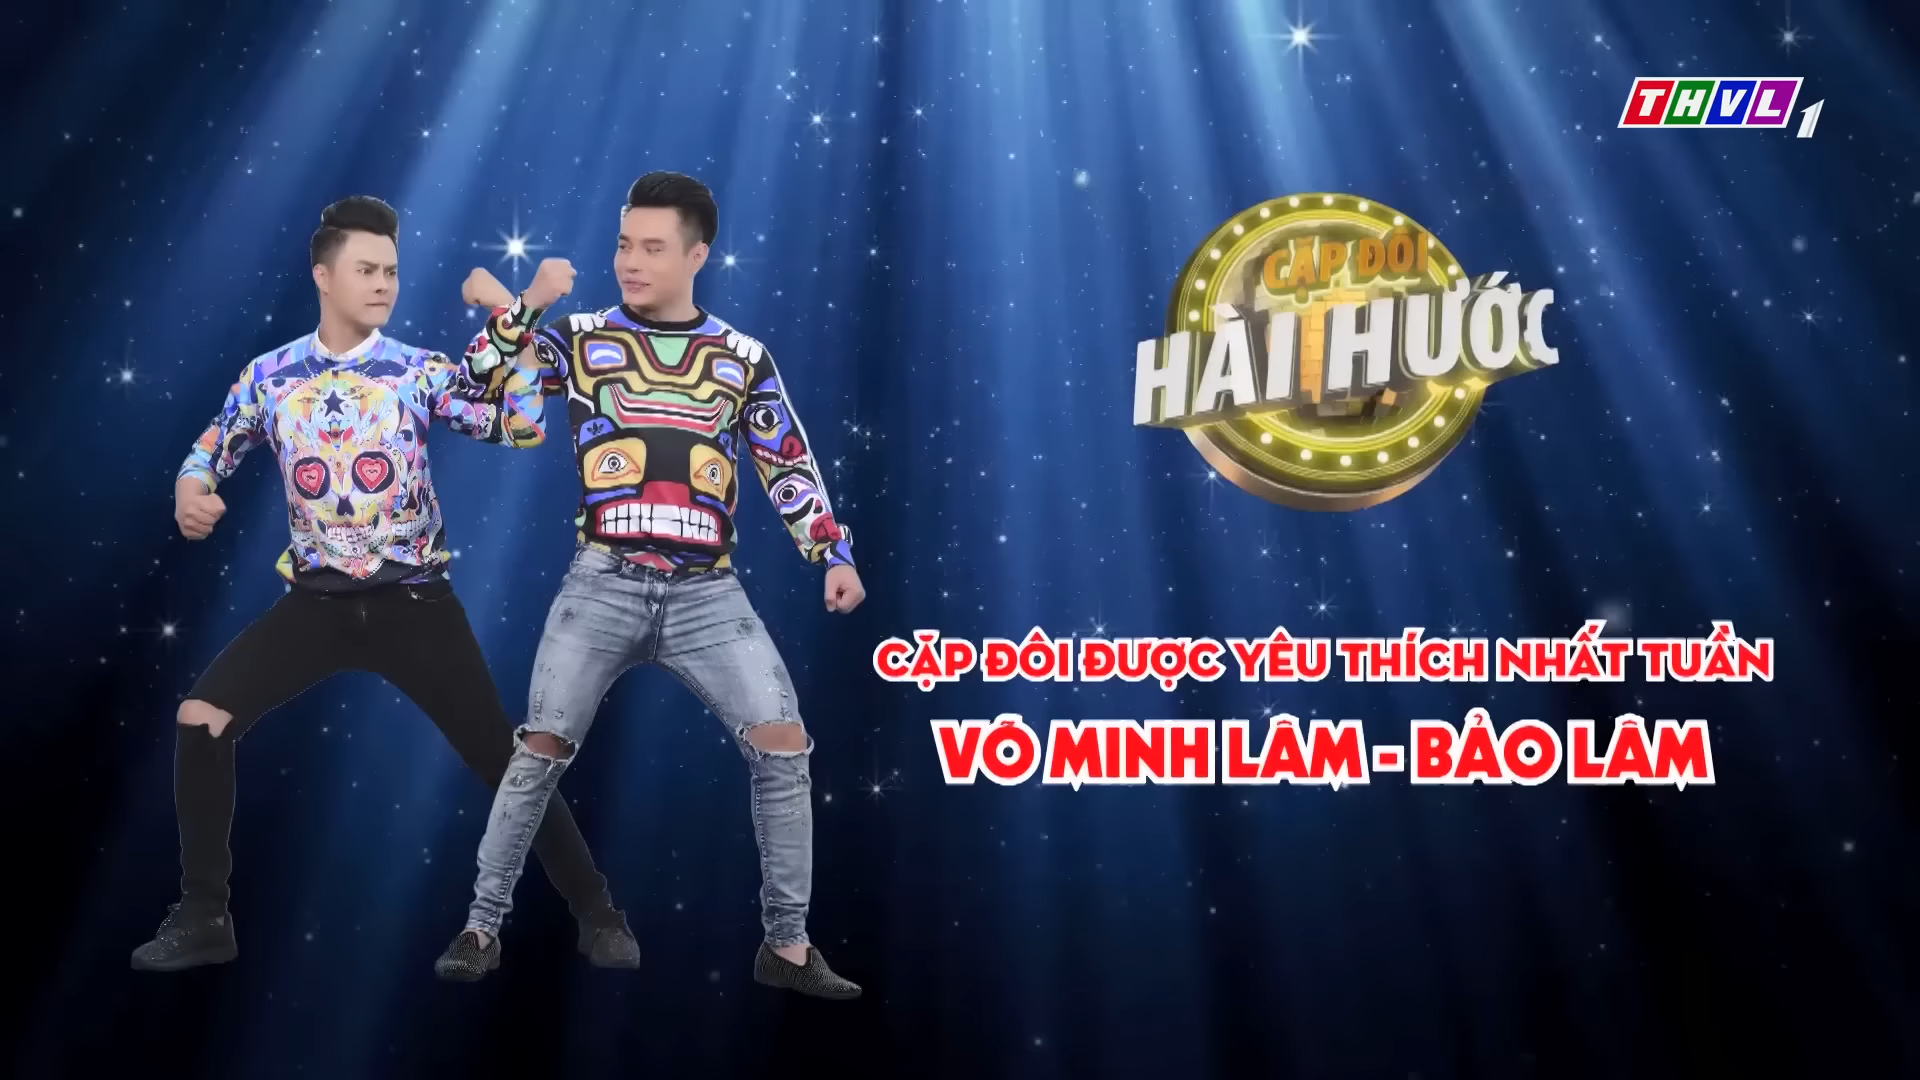 THVL1
CẶP ĐÔI
HÀI HƯỚC
CẶP ĐÔI ĐƯỢC YÊU THÍCH NHẤT TUẦN
VÕ MINH LÂM - BẢO LÂM